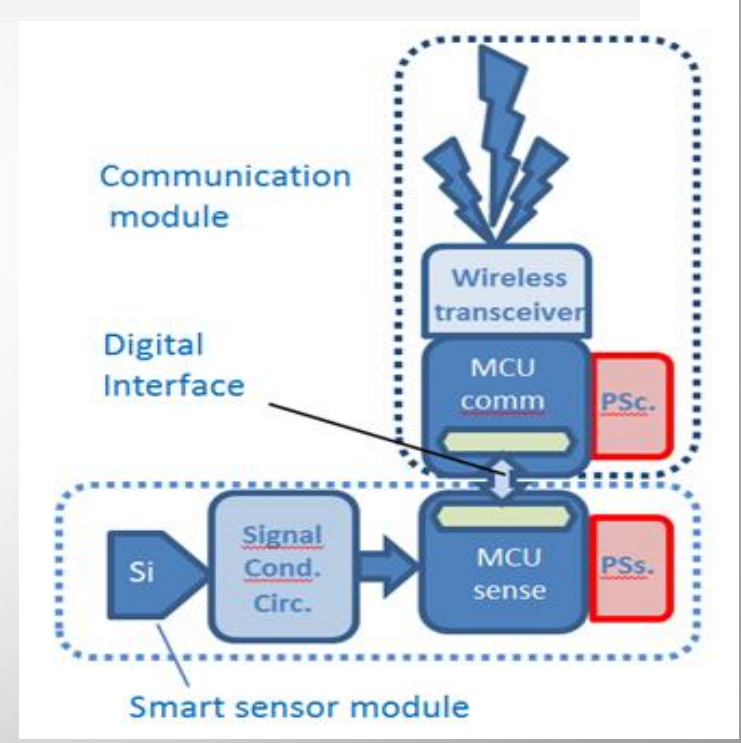 Communication
module
Wireless
transceiver
Digital
Interface
MCU
comm
PSc.
Si
Signal
Cond.
Circ.
MCU
sense
PSs.
Smart sensor module